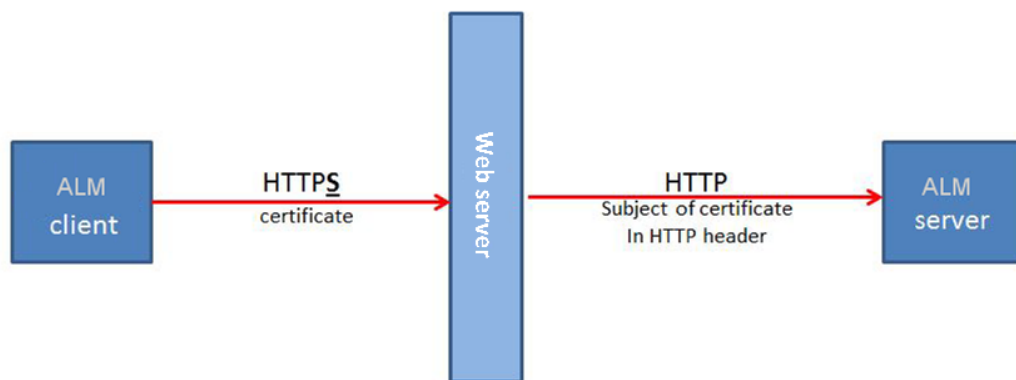 ALM
client
HTTPS
certificate
Web server
HTTP
Subject of certificate
In HTTP header
ALM
server